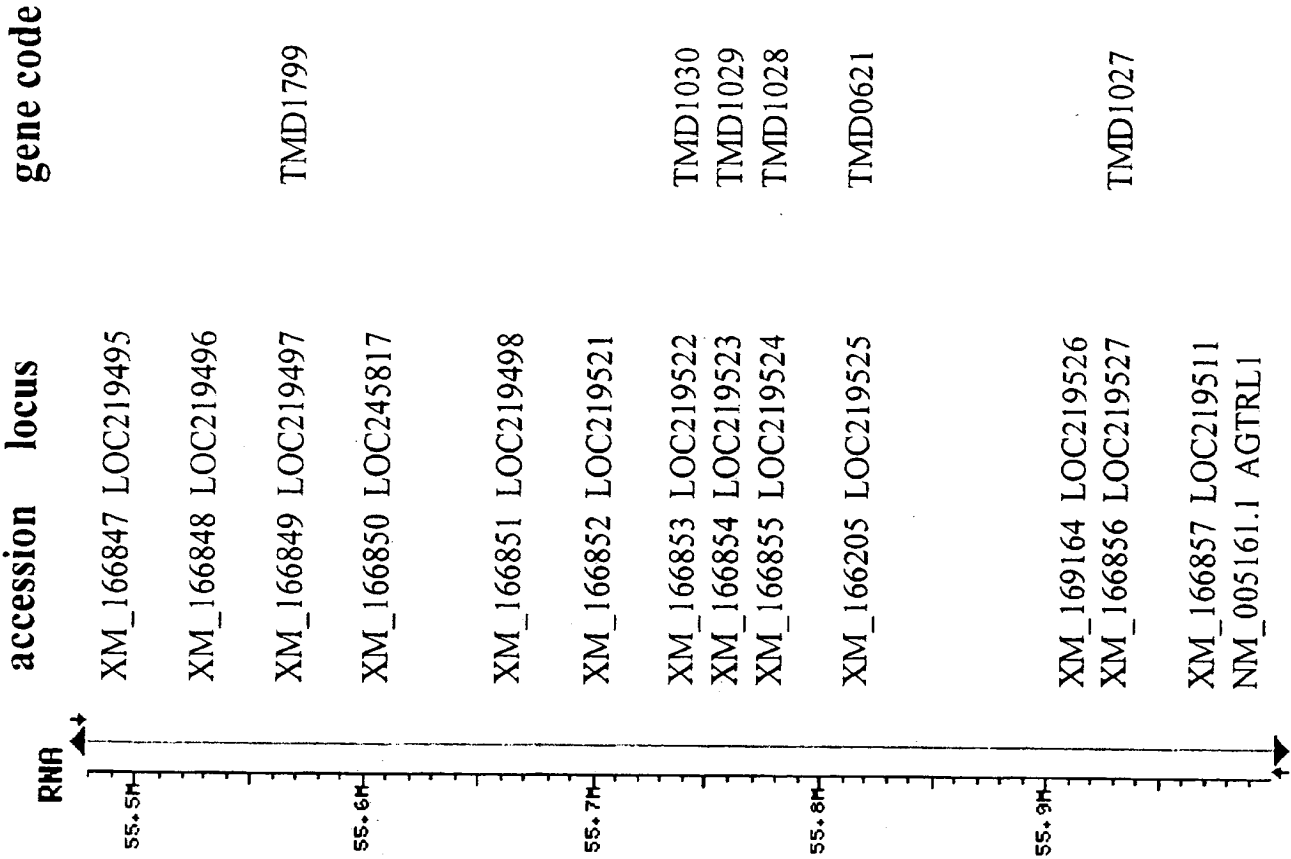 RNA accession locus gene code
55.5M
XM_166847 LOC219495
XM_166848 LOC219496
XM_166849 LOC219497 TMD1799
55.6M
XM_166850 LOC245817
XM_166851 LOC219498
55.7M
XM_166852 LOC219521
XM_166853 LOC219522 TMD1030
XM_166854 LOC219523 TMD1029
XM_166855 LOC219524 TMD1028
55.8M
XM_166205 LOC219525 TMD0621
55.9M
XM_169164 LOC219526
XM_166856 LOC219527 TMD1027
XM_166857 LOC219511
NM_005161.1 AGTRL1